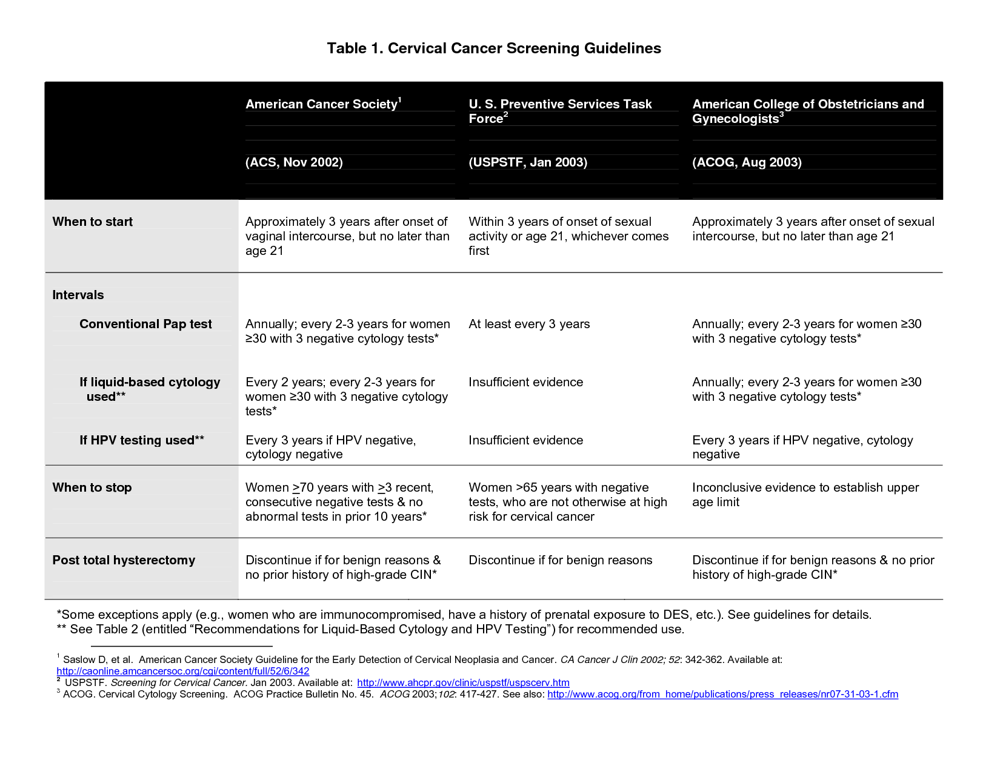 Table 1. Cervical Cancer Screening Guidelines
American Cancer Society1
(ACS, Nov 2002)
U. S. Preventive Services Task
Force2
(USPSTF, Jan 2003)
American College of Obstetricians and
Gynecologists3
(ACOG, Aug 2003)
When to start
Approximately 3 years after onset of
vaginal intercourse, but no later than
age 21
Within 3 years of onset of sexual
activity or age 21, whichever comes
first
Approximately 3 years after onset of sexual
intercourse, but no later than age 21
Intervals
Conventional Pap test
Annually; every 2-3 years for women
≥30 with 3 negative cytology tests*
At least every 3 years
Annually; every 2-3 years for women ≥30
with 3 negative cytology tests*
If liquid-based cytology
used**
Every 2 years; every 2-3 years for
women ≥30 with 3 negative cytology
tests*
Insufficient evidence
Annually; every 2-3 years for women ≥30
with 3 negative cytology tests*
If HPV testing used**
Every 3 years if HPV negative,
cytology negative
Insufficient evidence
Every 3 years if HPV negative, cytology
negative
When to stop
Women >70 years with >3 recent,
consecutive negative tests & no
abnormal tests in prior 10 years*
Women >65 years with negative
tests, who are not otherwise at high
risk for cervical cancer
Inconclusive evidence to establish upper
age limit
Post total hysterectomy
Discontinue if for benign reasons &
no prior history of high-grade CIN*
Discontinue if for benign reasons
Discontinue if for benign reasons & no prior
history of high-grade CIN*
*Some exceptions apply (e.g., women who are immunocompromised, have a history of prenatal exposure to DES, etc.). See guidelines for details.
** See Table 2 (entitled “Recommendations for Liquid-Based Cytology and HPV Testing”) for recommended use.
1 Saslow D, et al. American Cancer Society Guideline for the Early Detection of Cervical Neoplasia and Cancer. CA Cancer J Clin 2002; 52: 342-362. Available at:
http://caonline.amcancersoc.org/cgi/content/full/52/6/342
2 USPSTF. Screening for Cervical Cancer. Jan 2003. Available at: http://www.ahcpr.gov/clinic/uspstf/uspscerv.htm
3 ACOG. Cervical Cytology Screening. ACOG Practice Bulletin No. 45. ACOG 2003;102: 417-427. See also: http://www.acog.org/from_home/publications/press_releases/nr07-31-03-1.cfm